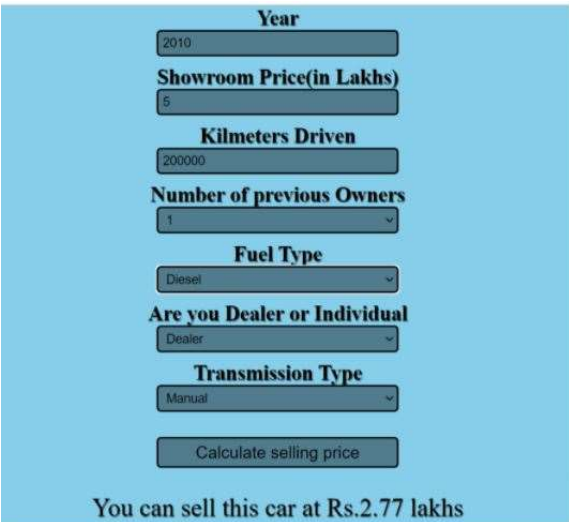 Year
2010
Showroom Price(in Lakhs)
5
Kilmeters Driven
200000
Number of previous Owners
1
Fuel Type
Diesel
Are you Dealer or Individual
Dealer
Transmission Type
Manual
Calculate selling price
You can sell this car at Rs.2.77 lakhs